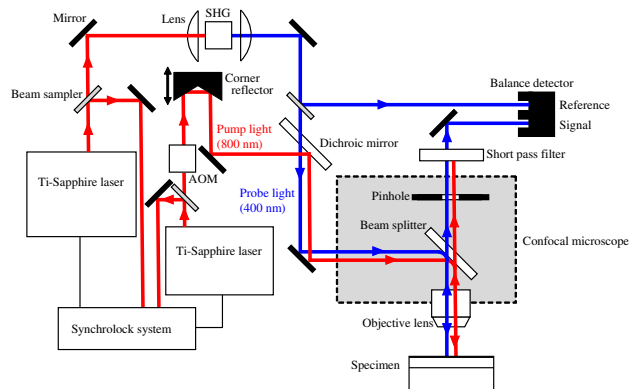 Mirror
Lens
SHG
Corner
reflector
Balance detector
Reference
Signal
Beam sampler
Pump light
(800 nm)
Dichroic mirror
Short pass filter
Ti-Sapphire laser
AOM
Probe light
(400 nm)
Pinhole
Beam splitter
Confocal microscope
Ti-Sapphire laser
Objective lens
Synchrolock system
Specimen